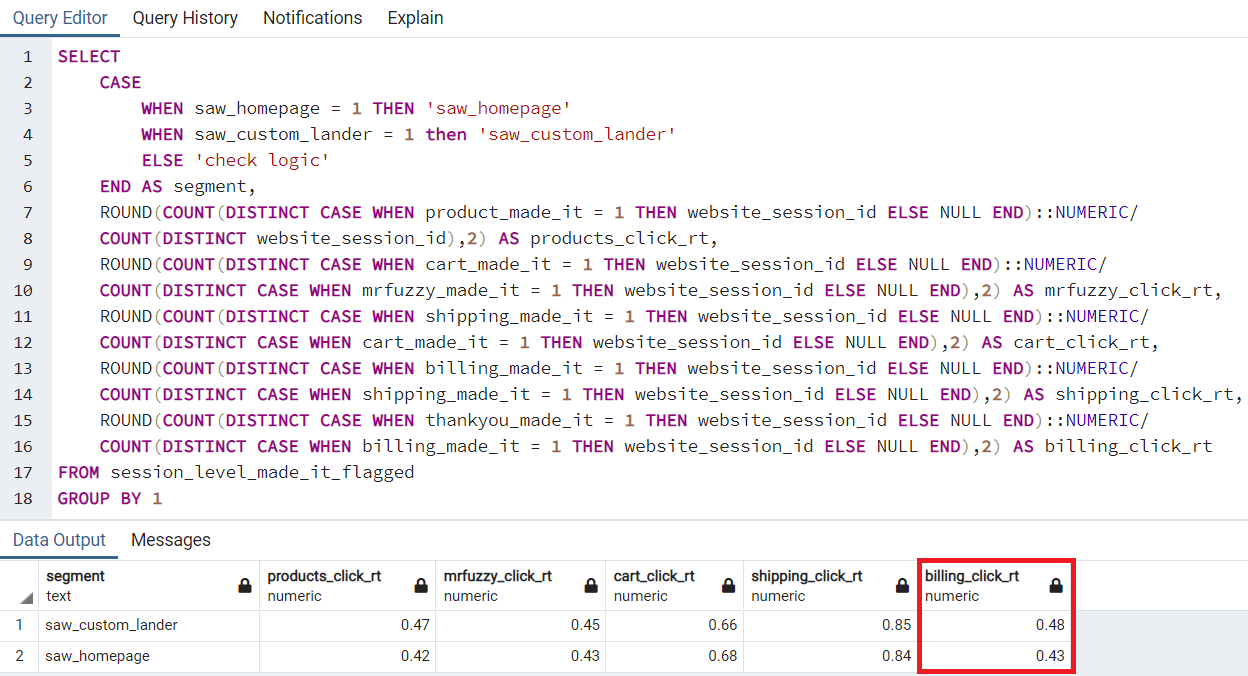 Query Editor Query History Notifications Explain
1 SELECT
2 CASE
3 WHEN saw_homepage = 1 THEN 'saw_homepage'
4 WHEN saw_custom_lander = 1 then 'saw_custom_lander'
5 ELSE 'check logic'
6 END AS segment,
7 ROUND(COUNT(DISTINCT CASE WHEN product_made_it = 1 THEN website_session_id ELSE NULL END)::NUMERIC/
8 COUNT(DISTINCT website_session_id),2) AS products_click_rt,
9 ROUND(COUNT(DISTINCT CASE WHEN cart_made_it = 1 THEN website_session_id ELSE NULL END)::NUMERIC/
10 COUNT(DISTINCT CASE WHEN mrfuzzy_made_it = 1 THEN website_session_id ELSE NULL END),2) AS mrfuzzy_click_rt,
11 ROUND(COUNT(DISTINCT CASE WHEN shipping_made_it = 1 THEN website_session_id ELSE NULL END)::NUMERIC/
12 COUNT(DISTINCT CASE WHEN cart_made_it = 1 THEN website_session_id ELSE NULL END),2) AS cart_click_rt,
13 ROUND(COUNT(DISTINCT CASE WHEN billing_made_it = 1 THEN website_session_id ELSE NULL END)::NUMERIC/
14 COUNT(DISTINCT CASE WHEN shipping_made_it = 1 THEN website_session_id ELSE NULL END),2) AS shipping_click_rt,
15 ROUND(COUNT(DISTINCT CASE WHEN thankyou_made_it = 1 THEN website_session_id ELSE NULL END)::NUMERIC/
16 COUNT(DISTINCT CASE WHEN billing_made_it = 1 THEN website_session_id ELSE NULL END),2) AS billing_click_rt
17 FROM session_level_made_it_flagged
18 GROUP BY 1
Data Output Messages
segment products_click_rt mrfuzzy_click_rt cart_click_rt shipping_click_rt billing_click_rt
text numeric numeric numeric numeric numeric
1 saw_custom_lander 0.47 0.45 0.66 0.85 0.48
2 saw_homepage 0.42 0.43 0.68 0.84 0.43